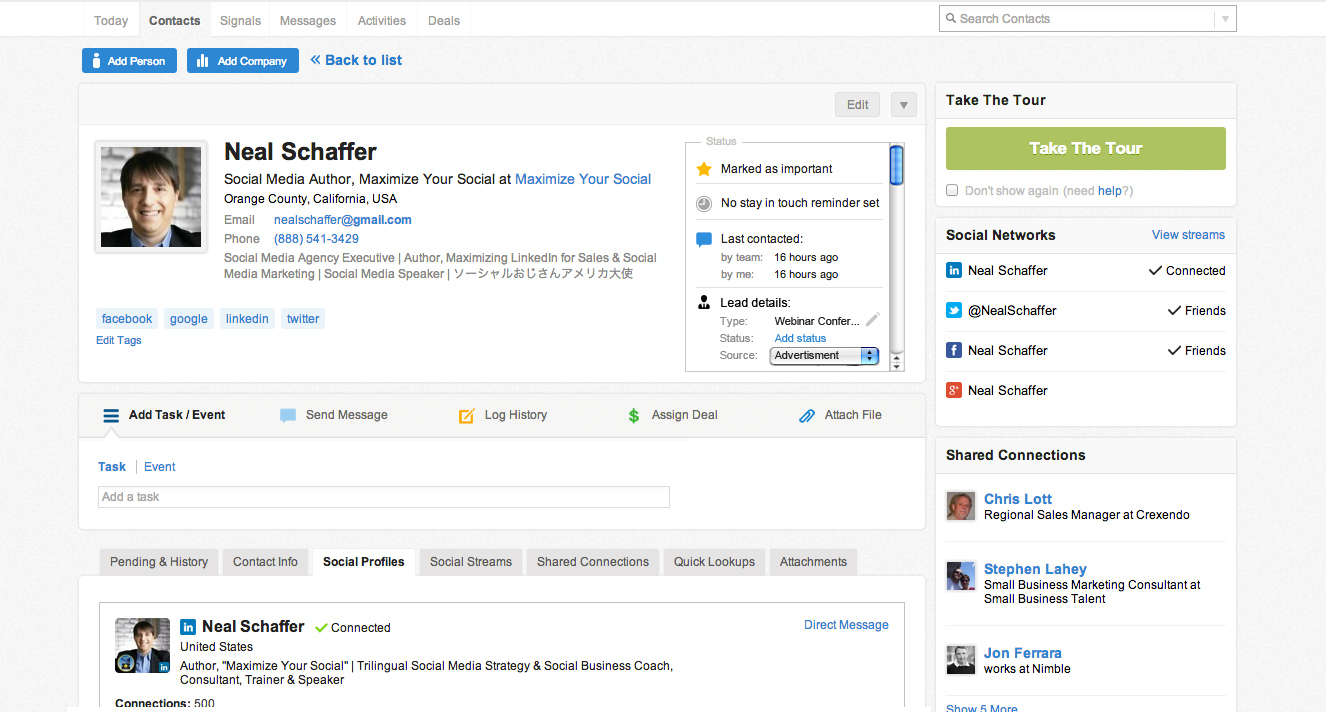 Today Contacts Signals Messages Activities Deals
Search Contacts
Add Person Add Company « Back to list
Edit
Neal Schaffer
Social Media Author, Maximize Your Social at Maximize Your Social
Orange County, California, USA
Email nealschaffer@gmail.com
Phone (888) 541-3429
Social Media Agency Executive | Author, Maximizing LinkedIn for Sales & Social
Media Marketing | Social Media Speaker | ソーシャルおじさんアメリカ大使
facebook google linkedin twitter
Edit Tags
Status
Marked as important
No stay in touch reminder set
Last contacted:
by team: 16 hours ago
by me: 16 hours ago
Lead details:
Type: Webinar Confer...
Status: Add status
Source: Advertisment
Add Task / Event Send Message Log History Assign Deal Attach File
Task Event
Add a task
Pending & History Contact Info Social Profiles Social Streams Shared Connections Quick Lookups Attachments
Neal Schaffer Connected
Direct Message
United States
Author, "Maximize Your Social" | Trilingual Social Media Strategy & Social Business Coach,
Consultant, Trainer & Speaker
Connections: 500
Take The Tour
Take The Tour
Don't show again (need help?)
Social Networks View streams
Neal Schaffer Connected
@NealSchaffer Friends
Neal Schaffer Friends
Neal Schaffer
Shared Connections
Chris Lott
Regional Sales Manager at Crexendo
Stephen Lahey
Small Business Marketing Consultant at
Small Business Talent
Jon Ferrara
works at Nimble
Show 5 More